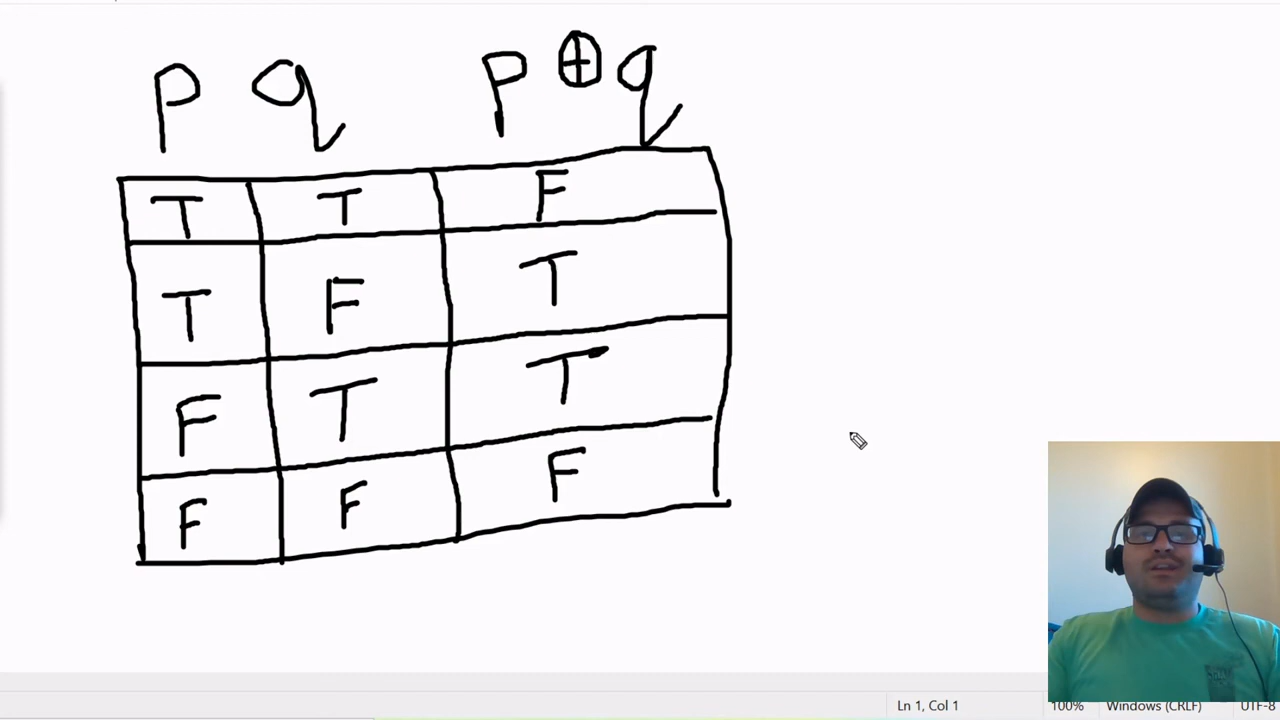 p q p ⊕ q
T T F
T F T
F T T
F F F
Ln 1, Col 1 100% Windows (CRLF) UTF-8